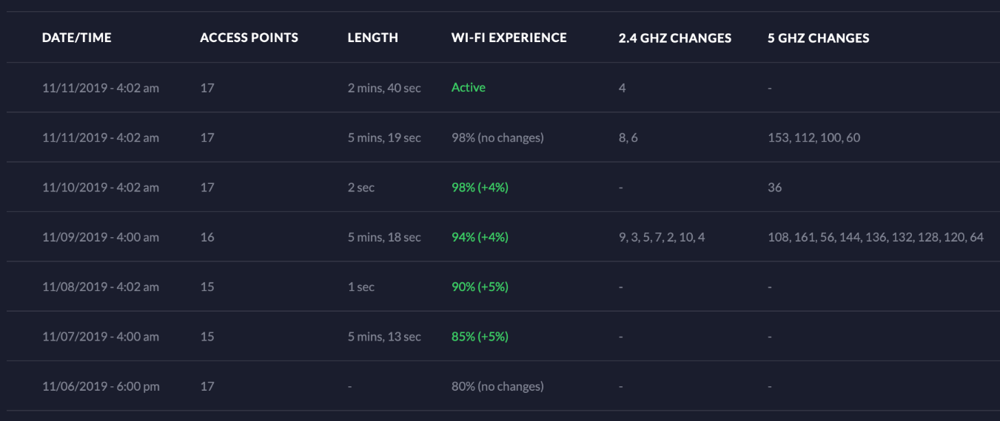 DATE/TIME ACCESS POINTS LENGTH WI-FI EXPERIENCE 2.4 GHZ CHANGES 5 GHZ CHANGES
11/11/2019 - 4:02 am 17 2 mins, 40 sec Active 4 -
11/11/2019 - 4:02 am 17 5 mins, 19 sec 98% (no changes) 8, 6 153, 112, 100, 60
11/10/2019 - 4:02 am 17 2 sec 98% (+4%) - 36
11/09/2019 - 4:00 am 16 5 mins, 18 sec 94% (+4%) 9, 3, 5, 7, 2, 10, 4 108, 161, 56, 144, 136, 132, 128, 120, 64
11/08/2019 - 4:02 am 15 1 sec 90% (+5%) - -
11/07/2019 - 4:00 am 15 5 mins, 13 sec 85% (+5%) - -
11/06/2019 - 6:00 pm 17 - 80% (no changes) - -